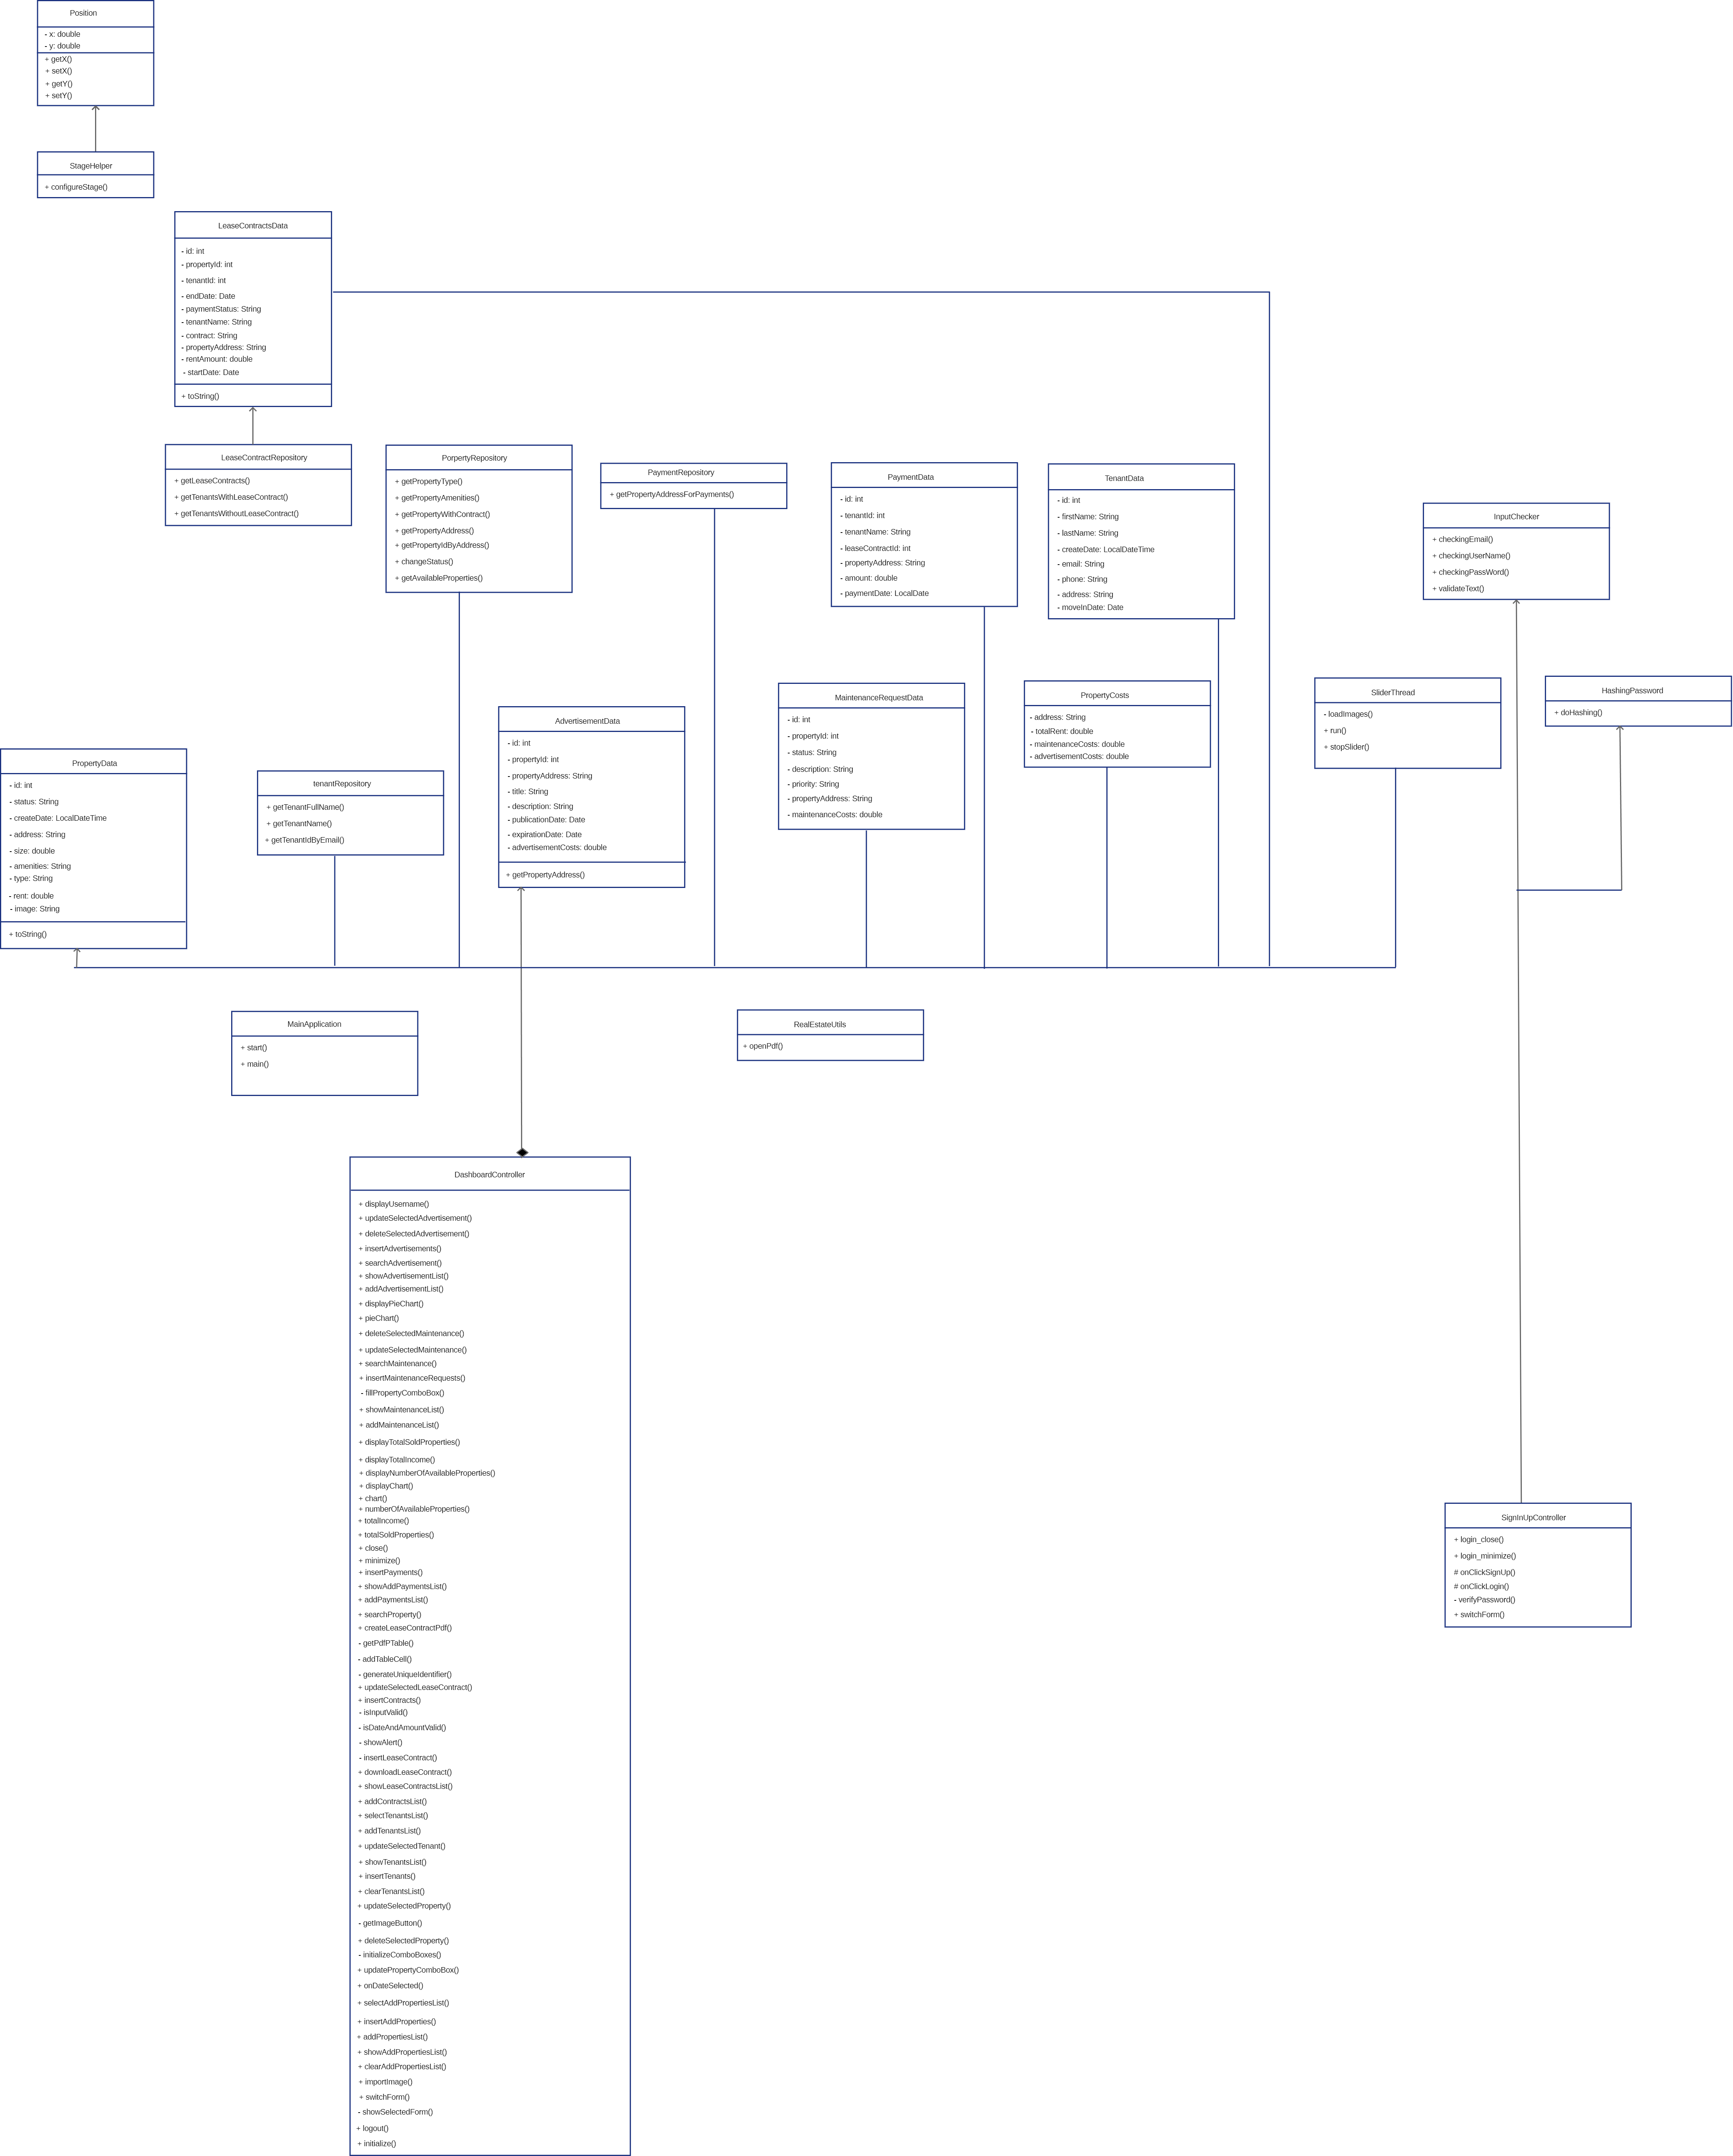 Position
- x: double
- y: double
+ getX()
+ setX()
+ getY()
+ setY()
StageHelper
+ configureStage()
LeaseContractsData
- id: int
- propertyId: int
- tenantId: int
- endDate: Date
- paymentStatus: String
- tenantName: String
- contract: String
- propertyAddress: String
- rentAmount: double
- startDate: Date
+ toString()
LeaseContractRepository
+ getLeaseContracts()
+ getTenantsWithLeaseContract()
+ getTenantsWithoutLeaseContract()
PorpertyRepository
+ getPropertyType()
+ getPropertyAmenities()
+ getPropertyWithContract()
+ getPropertyAddress()
+ getPropertyIdByAddress()
+ changeStatus()
+ getAvailableProperties()
PaymentRepository
+ getPropertyAddressForPayments()
PaymentData
- id: int
- tenantId: int
- tenantName: String
- leaseContractId: int
- propertyAddress: String
- amount: double
- paymentDate: LocalDate
TenantData
- id: int
- firstName: String
- lastName: String
- createDate: LocalDateTime
- email: String
- phone: String
- address: String
- moveInDate: Date
InputChecker
+ checkingEmail()
+ checkingUserName()
+ checkingPassWord()
+ validateText()
PropertyData
- id: int
- status: String
- createDate: LocalDateTime
- address: String
- size: double
- amenities: String
- type: String
- rent: double
- image: String
+ toString()
tenantRepository
+ getTenantFullName()
+ getTenantName()
+ getTenantIdByEmail()
AdvertisementData
- id: int
- propertyId: int
- propertyAddress: String
- title: String
- description: String
- publicationDate: Date
- expirationDate: Date
- advertisementCosts: double
+ getPropertyAddress()
MaintenanceRequestData
- id: int
- propertyId: int
- status: String
- description: String
- priority: String
- propertyAddress: String
- maintenanceCosts: double
PropertyCosts
- address: String
- totalRent: double
- maintenanceCosts: double
- advertisementCosts: double
SliderThread
- loadImages()
+ run()
+ stopSlider()
HashingPassword
+ doHashing()
MainApplication
+ start()
+ main()
RealEstateUtils
+ openPdf()
DashboardController
+ displayUsername()
+ updateSelectedAdvertisement()
+ deleteSelectedAdvertisement()
+ insertAdvertisements()
+ searchAdvertisement()
+ showAdvertisementList()
+ addAdvertisementList()
+ displayPieChart()
+ pieChart()
+ deleteSelectedMaintenance()
+ updateSelectedMaintenance()
+ searchMaintenance()
+ insertMaintenanceRequests()
- fillPropertyComboBox()
+ showMaintenanceList()
+ addMaintenanceList()
+ displayTotalSoldProperties()
+ displayTotalIncome()
+ displayNumberOfAvailableProperties()
+ displayChart()
+ chart()
+ numberOfAvailableProperties()
+ totalIncome()
+ totalSoldProperties()
+ close()
+ minimize()
+ insertPayments()
+ showAddPaymentsList()
+ addPaymentsList()
+ searchProperty()
+ createLeaseContractPdf()
- getPdfPTable()
- addTableCell()
- generateUniqueIdentifier()
+ updateSelectedLeaseContract()
+ insertContracts()
- isInputValid()
- isDateAndAmountValid()
- showAlert()
- insertLeaseContract()
+ downloadLeaseContract()
+ showLeaseContractsList()
+ addContractsList()
+ selectTenantsList()
+ addTenantsList()
+ updateSelectedTenant()
+ showTenantsList()
+ insertTenants()
+ clearTenantsList()
+ updateSelectedProperty()
- getImageButton()
+ deleteSelectedProperty()
- initializeComboBoxes()
+ updatePropertyComboBox()
+ onDateSelected()
+ selectAddPropertiesList()
+ insertAddProperties()
+ addPropertiesList()
+ showAddPropertiesList()
+ clearAddPropertiesList()
+ importImage()
+ switchForm()
- showSelectedForm()
+ logout()
+ initialize()
SignInUpController
+ login_close()
+ login_minimize()
# onClickSignUp()
# onClickLogin()
- verifyPassword()
+ switchForm()